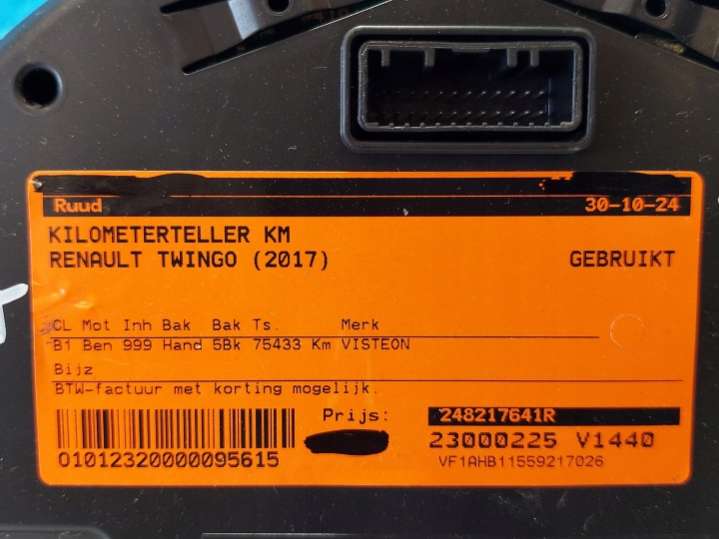 Ruud 30-10-24
KILOMETERTELLER KM
RENAULT TWINGO (2017) GEBRUIKT
CL Mot Inh Bak Bak Ts. Merk
B1 Ben 999 Hand 5Bk 75433 Km VISTEON
Bijz
BTW-factuur met korting mogelijk.
Prijs: 248217641R
23000225 V1440
01012320000095615 VF1AHB11559217026